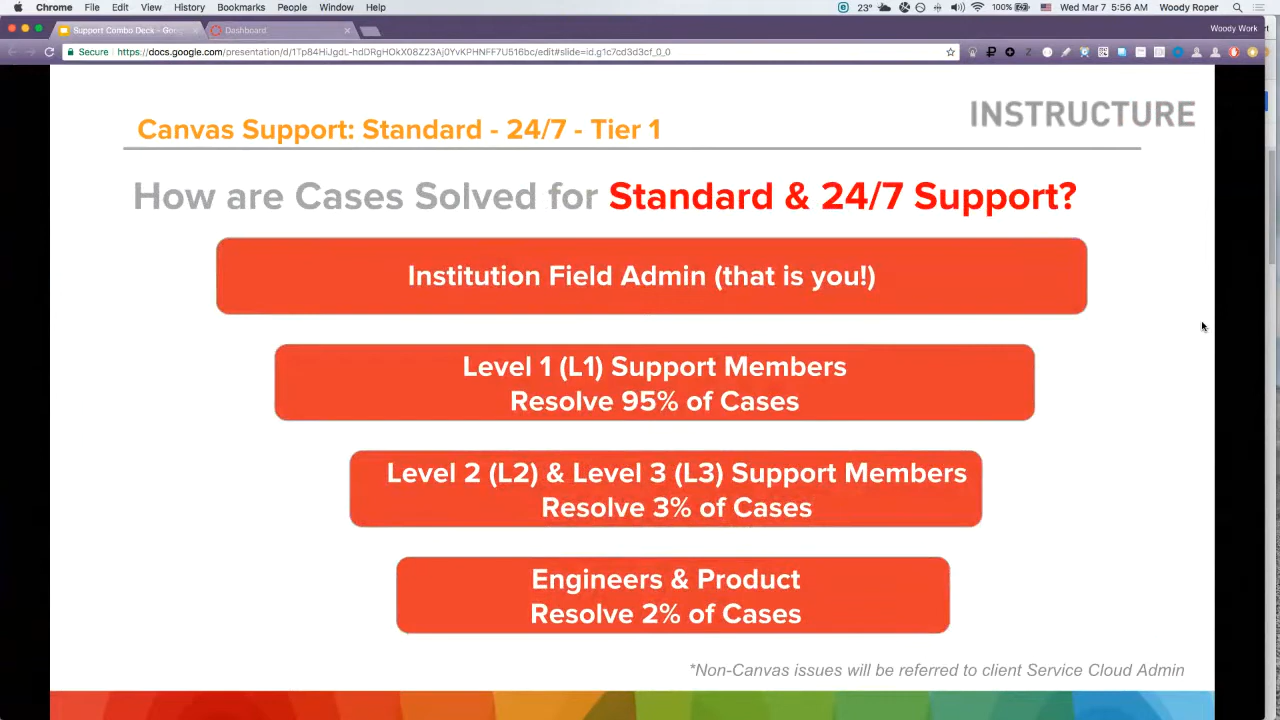 Chrome File Edit View History Bookmarks People Window Help 23° 100% Wed Mar 7 5:56 AM Woody Roper
Support Combo Deck - Goo Dashboard Woody Work
Secure https://docs.google.com/presentation/d/1Tp84HiJgdL-hdDRgHOkX08Z23Aj0YvKPHNFF7U516bc/edit#slide=id.g1c7cd3d3cf_0_0
INSTRUCTURE
Canvas Support: Standard - 24/7 - Tier 1
How are Cases Solved for Standard & 24/7 Support?
Institution Field Admin (that is you!)
Level 1 (L1) Support Members
Resolve 95% of Cases
Level 2 (L2) & Level 3 (L3) Support Members
Resolve 3% of Cases
Engineers & Product
Resolve 2% of Cases
*Non-Canvas issues will be referred to client Service Cloud Admin